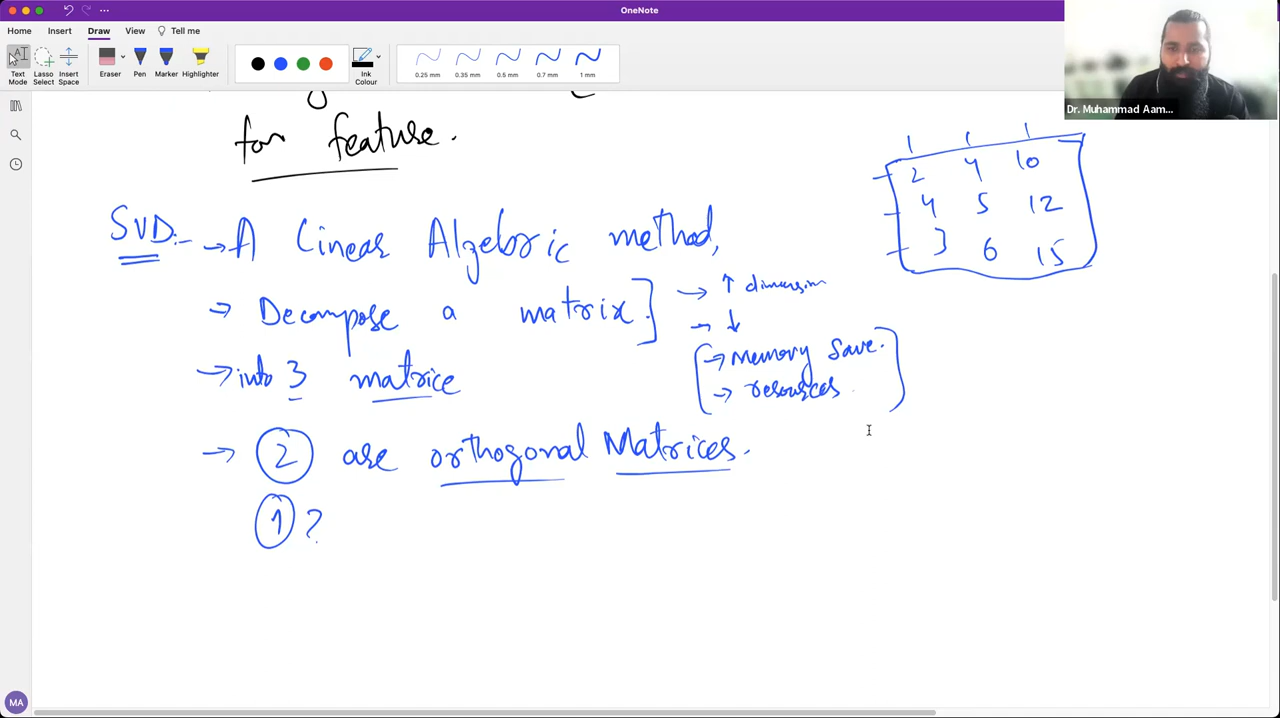 OneNote
Home Insert Draw View Tell me
Text Mode
Lasso Select
Insert Space
Eraser
Pen
Marker
Highlighter
Ink Colour
0.25 mm
0.35 mm
0.5 mm
0.7 mm
1 mm
Dr. Muhammad Aam...
for feature.
2 4 10
4 5 12
3 6 15
SVD:- → A Linear Algebric method,
→ Decompose a matrix.] → ↑ dimension
→ ↓
→ into 3 matrice
→ Memory Save.
→ resources
→ 2 are orthogonal Matrices.
1 ?
MA